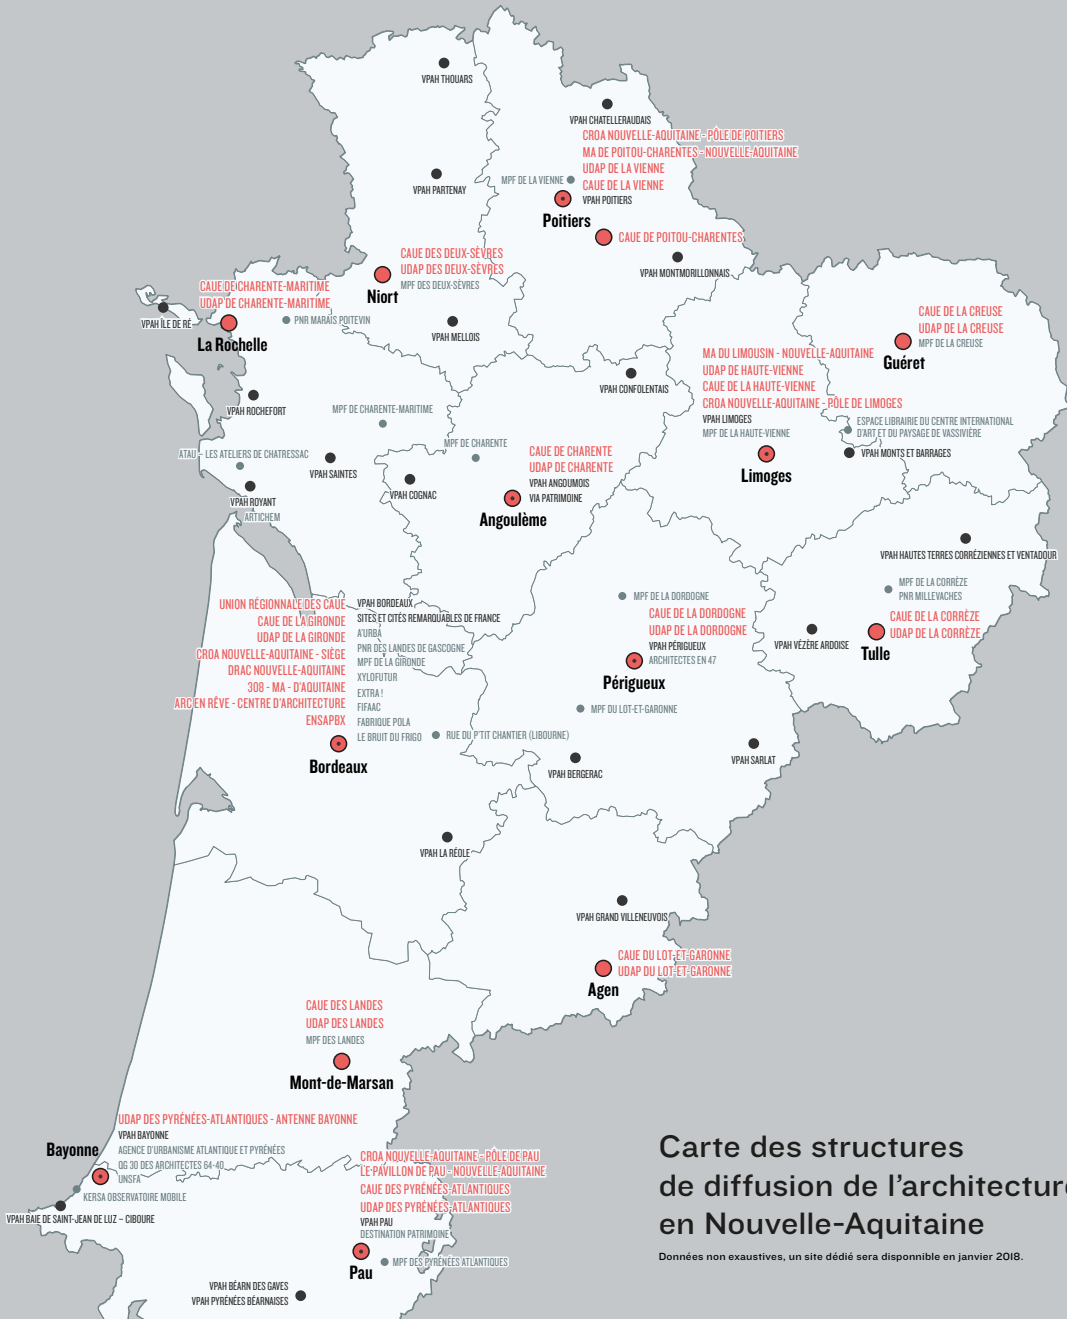 VPAH THOUARS
VPAH CHATELLERAUDAIS
CROA NOUVELLE-AQUITAINE - PÔLE DE POITIERS
MA DE POITOU-CHARENTES - NOUVELLE-AQUITAINE
UDAP DE LA VIENNE
CAUE DE LA VIENNE
VPAH POITIERS
MPF DE LA VIENNE
Poitiers
VPAH PARTENAY
CAUE DE POITOU-CHARENTES
VPAH MONTMORILLONNAIS
CAUE DES DEUX-SÈVRES
UDAP DES DEUX-SÈVRES
MPF DES DEUX-SÈVRES
Niort
CAUE DE CHARENTE-MARITIME
UDAP DE CHARENTE-MARITIME
VPAH ÎLE DE RÉ
PNR MARAIS POITEVIN
La Rochelle
VPAH MELLOIS
CAUE DE LA CREUSE
UDAP DE LA CREUSE
MPF DE LA CREUSE
Guéret
MA DU LIMOUSIN - NOUVELLE-AQUITAINE
UDAP DE HAUTE-VIENNE
CAUE DE LA HAUTE-VIENNE
CROA NOUVELLE-AQUITAINE - PÔLE DE LIMOGES
VPAH LIMOGES
MPF DE LA HAUTE-VIENNE
Limoges
ESPACE LIBRAIRIE DU CENTRE INTERNATIONAL
D'ART ET DU PAYSAGE DE VASSIVIÈRE
VPAH MONTS ET BARRAGES
VPAH CONFOLENTAIS
VPAH ROCHEFORT
MPF DE CHARENTE-MARITIME
MPF DE CHARENTE
ATAU – LES ATELIERS DE CHATRESSAC
VPAH SAINTES
VPAH ROYANT
ARTICHEM
VPAH COGNAC
CAUE DE CHARENTE
UDAP DE CHARENTE
VPAH ANGOUMOIS
VIA PATRIMOINE
Angoulème
VPAH HAUTES TERRES CORRÉZIENNES ET VENTADOUR
MPF DE LA CORRÈZE
PNR MILLEVACHES
CAUE DE LA CORRÈZE
UDAP DE LA CORRÈZE
Tulle
VPAH VÉZÈRE ARDOISE
MPF DE LA DORDOGNE
CAUE DE LA DORDOGNE
UDAP DE LA DORDOGNE
VPAH PÉRIGUEUX
ARCHITECTES EN 47
Périgueux
MPF DU LOT-ET-GARONNE
VPAH SARLAT
VPAH BERGERAC
UNION RÉGIONNALE DES CAUE
CAUE DE LA GIRONDE
UDAP DE LA GIRONDE
CROA NOUVELLE-AQUITAINE - SIÈGE
DRAC NOUVELLE-AQUITAINE
308 - MA - D'AQUITAINE
ARC EN RÊVE - CENTRE D'ARCHITECTURE
ENSAPBX
VPAH BORDEAUX
SITES ET CITÉS REMARQUABLES DE FRANCE
A'URBA
PNR DES LANDES DE GASCOGNE
MPF DE LA GIRONDE
XYLOFUTUR
EXTRA !
FIFAAC
FABRIQUE POLA
LE BRUIT DU FRIGO
RUE DU P'TIT CHANTIER (LIBOURNE)
Bordeaux
VPAH LA RÉOLE
VPAH GRAND VILLENEUVOIS
CAUE DU LOT-ET-GARONNE
UDAP DU LOT-ET-GARONNE
Agen
CAUE DES LANDES
UDAP DES LANDES
MPF DES LANDES
Mont-de-Marsan
UDAP DES PYRÉNÉES-ATLANTIQUES - ANTENNE BAYONNE
VPAH BAYONNE
AGENCE D'URBANISME ATLANTIQUE ET PYRÉNÉES
QG 30 DES ARCHITECTES 64-40
UNSFA
Bayonne
KERSA OBSERVATOIRE MOBILE
VPAH BAIE DE SAINT-JEAN DE LUZ – CIBOURE
CROA NOUVELLE-AQUITAINE - PÔLE DE PAU
LE PAVILLON DE PAU - NOUVELLE-AQUITAINE
CAUE DES PYRÉNÉES-ATLANTIQUES
UDAP DES PYRÉNÉES-ATLANTIQUES
VPAH PAU
DESTINATION PATRIMOINE
MPF DES PYRÉNÉES ATLANTIQUES
Pau
VPAH BÉARN DES GAVES
VPAH PYRÉNÉES BÉARNAISES
Carte des structures
de diffusion de l'architecture
en Nouvelle-Aquitaine
Données non exaustives, un site dédié sera disponnible en janvier 2018.